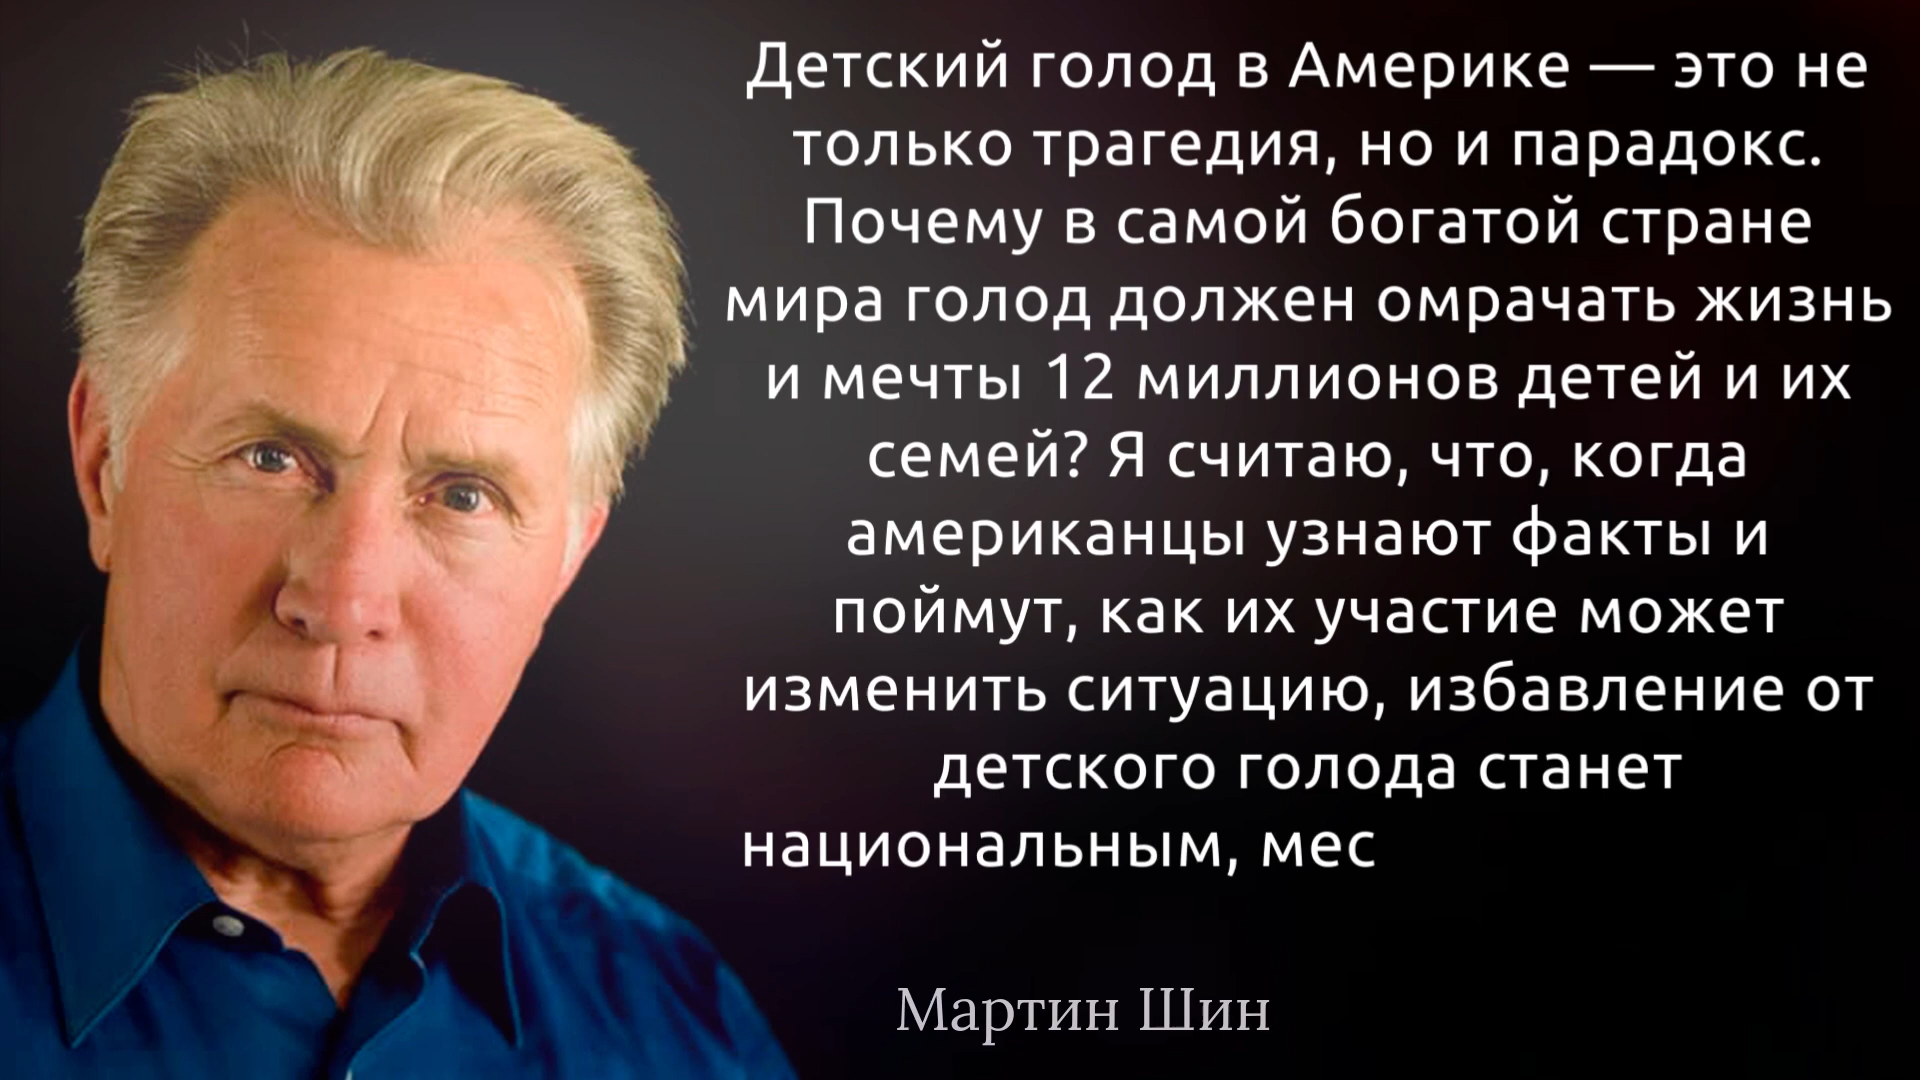 Детский голод в Америке — это не
только трагедия, но и парадокс.
Почему в самой богатой стране
мира голод должен омрачать жизнь
и мечты 12 миллионов детей и их
семей? Я считаю, что, когда
американцы узнают факты и
поймут, как их участие может
изменить ситуацию, избавление от
детского голода станет
национальным, мес
Мартин Шин